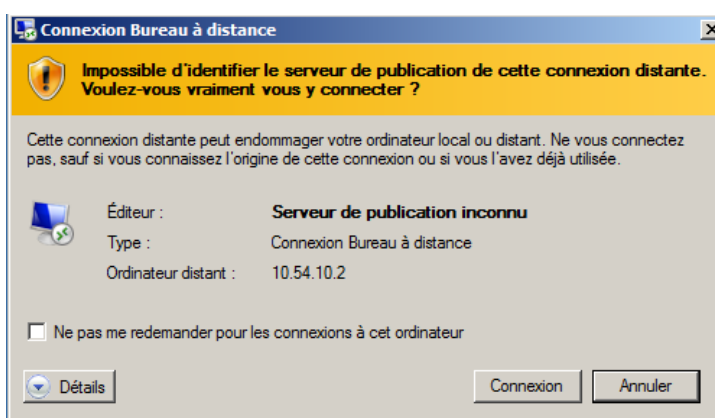 Connexion Bureau à distance
Impossible d'identifier le serveur de publication de cette connexion distante.
Voulez-vous vraiment vous y connecter ?
Cette connexion distante peut endommager votre ordinateur local ou distant. Ne vous connectez
pas, sauf si vous connaissez l'origine de cette connexion ou si vous l'avez déjà utilisée.
Éditeur : Serveur de publication inconnu
Type : Connexion Bureau à distance
Ordinateur distant : 10.54.10.2
Ne pas me redemander pour les connexions à cet ordinateur
Détails Connexion Annuler